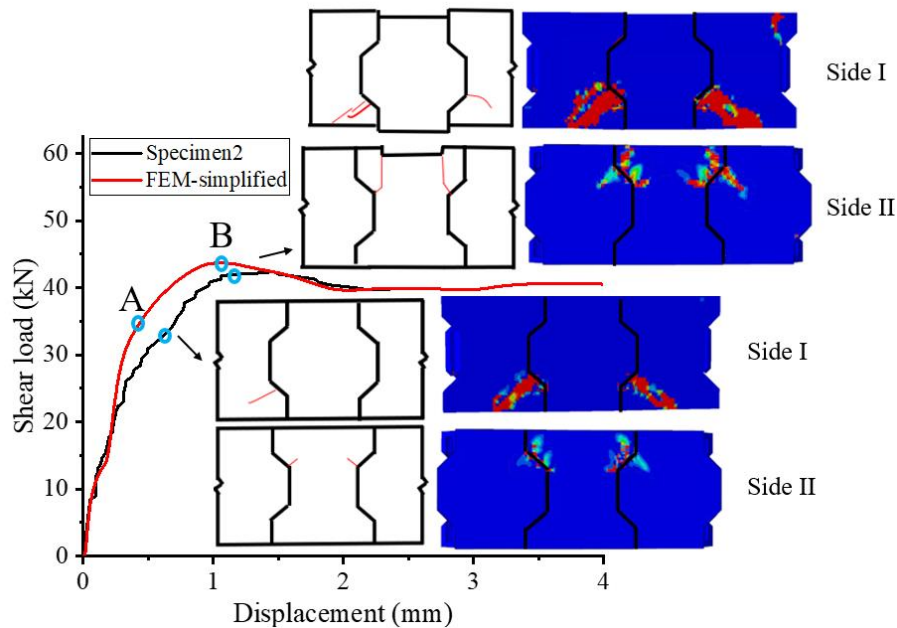 Side I
60
Specimen2
FEM-simplified
Side II
50
B
40
A
Shear load (kN)
30
Side I
20
Side II
10
0
0 1 2 3 4
Displacement (mm)